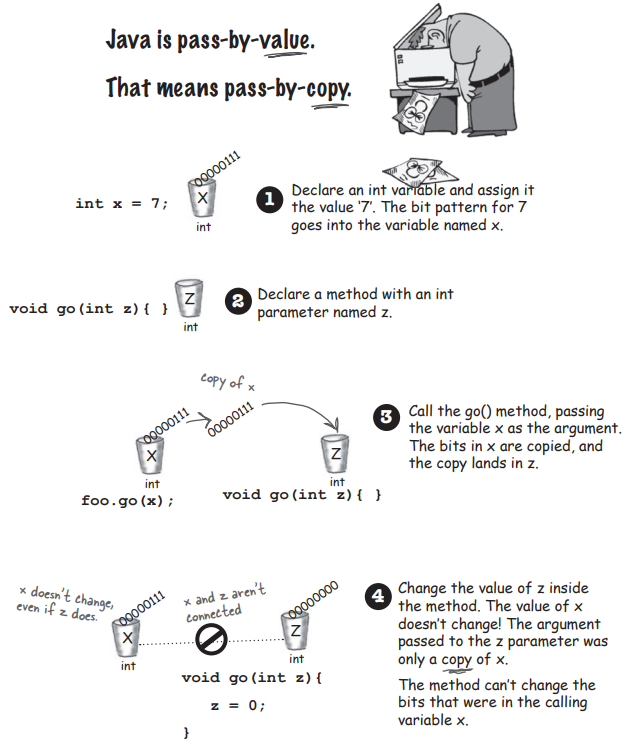 Java is pass-by-value.
That means pass-by-copy.
00000111
int x = 7;
X
int
1
Declare an int variable and assign it
the value ‘7’. The bit pattern for 7
goes into the variable named x.
void go(int z){ }
Z
int
2
Declare a method with an int
parameter named z.
copy of x
00000111
00000111
X
int
foo.go(x);
Z
int
void go(int z){ }
3
Call the go() method, passing
the variable x as the argument.
The bits in x are copied, and
the copy lands in z.
x doesn't change,
even if z does.
00000111
X
int
x and z aren't
connected
00000000
Z
int
void go(int z){
z = 0;
}
4
Change the value of z inside
the method. The value of x
doesn't change! The argument
passed to the z parameter was
only a copy of x.
The method can't change the
bits that were in the calling
variable x.